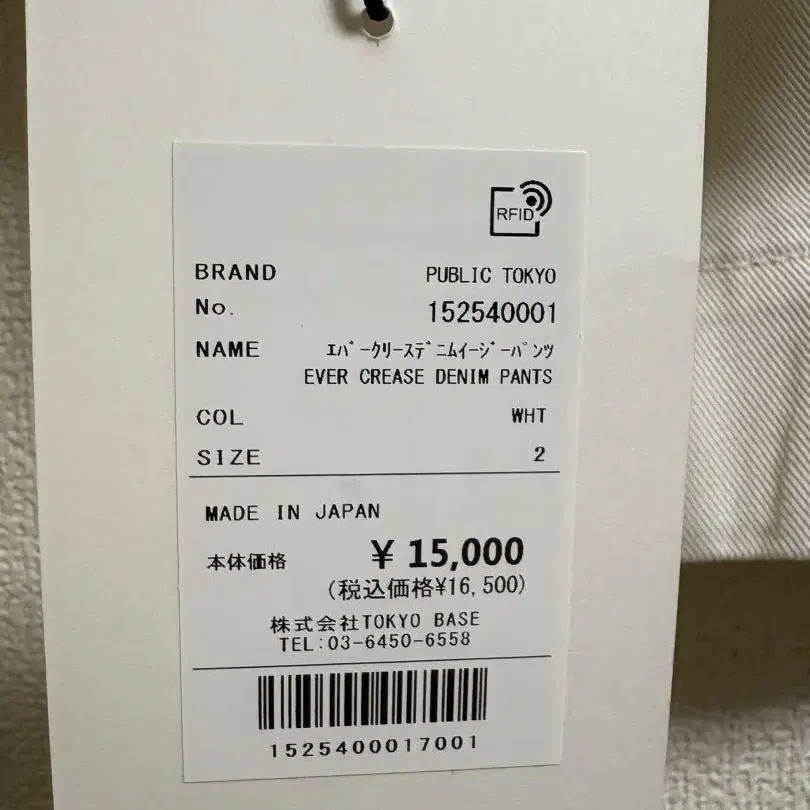 RFID
BRAND PUBLIC TOKYO
No. 152540001
NAME ｴﾊﾞｰｸﾘｰｽﾃﾞﾆﾑｲｰｼﾞｰﾊﾟﾝﾂ
EVER CREASE DENIM PANTS
COL WHT
SIZE 2
MADE IN JAPAN
本体価格 ¥ 15,000
(税込価格¥16,500)
株式会社TOKYO BASE
TEL:03-6450-6558
1525400017001